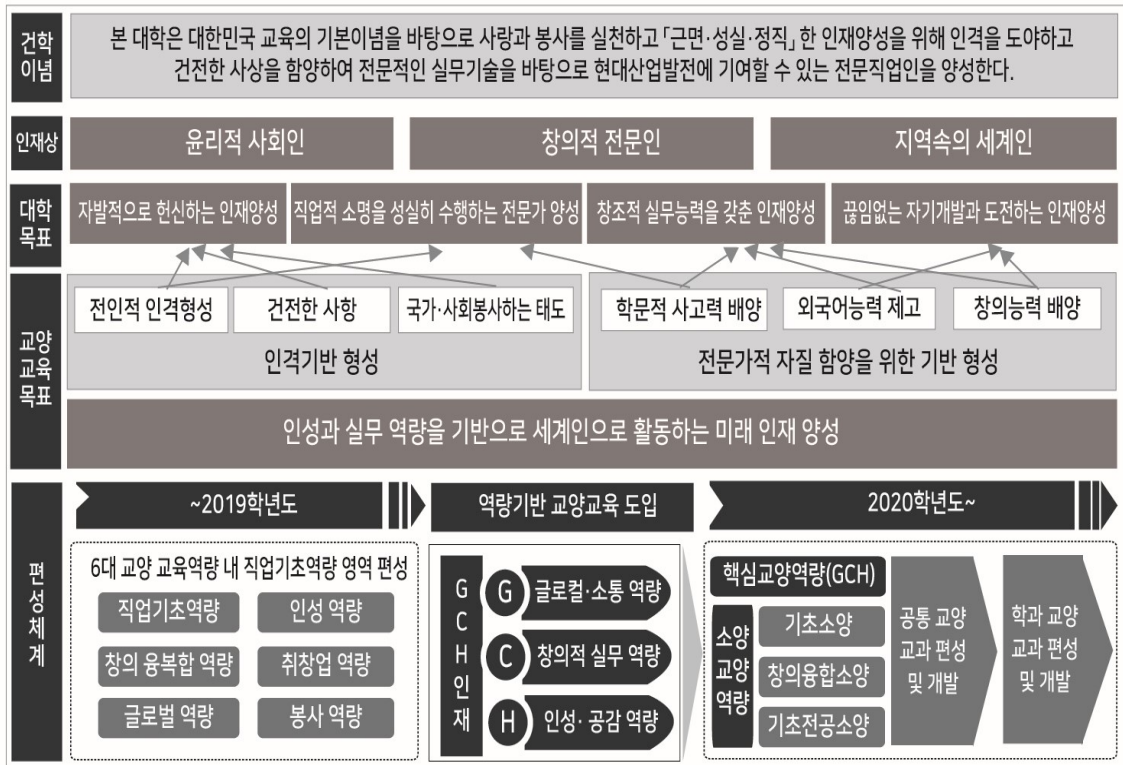 건학
이념
본 대학은 대한민국 교육의 기본이념을 바탕으로 사랑과 봉사를 실천하고 ｢근면·성실·정직｣ 한 인재양성을 위해 인격을 도야하고
건전한 사상을 함양하여 전문적인 실무기술을 바탕으로 현대산업발전에 기여할 수 있는 전문직업인을 양성한다.
인재상
윤리적 사회인
창의적 전문인
지역속의 세계인
대학
목표
자발적으로 헌신하는 인재양성
직업적 소명을 성실히 수행하는 전문가 양성
창조적 실무능력을 갖춘 인재양성
끊임없는 자기개발과 도전하는 인재양성
교양
교육
목표
전인적 인격형성
건전한 사항
국가·사회봉사하는 태도
학문적 사고력 배양
외국어능력 제고
창의능력 배양
인격기반 형성
전문가적 자질 함양을 위한 기반 형성
인성과 실무 역량을 기반으로 세계인으로 활동하는 미래 인재 양성
편
성
체
계
~2019학년도
역량기반 교양교육 도입
2020학년도~
6대 교양 교육역량 내 직업기초역량 영역 편성
직업기초역량
인성 역량
창의 융복합 역량
취창업 역량
글로벌 역량
봉사 역량
G
C
H
인
재
G
글로컬·소통 역량
C
창의적 실무 역량
H
인성· 공감 역량
핵심교양역량(GCH)
소양
교양
역량
기초소양
창의융합소양
기초전공소양
공통 교양
교과 편성
및 개발
학과 교양
교과 편성
및 개발